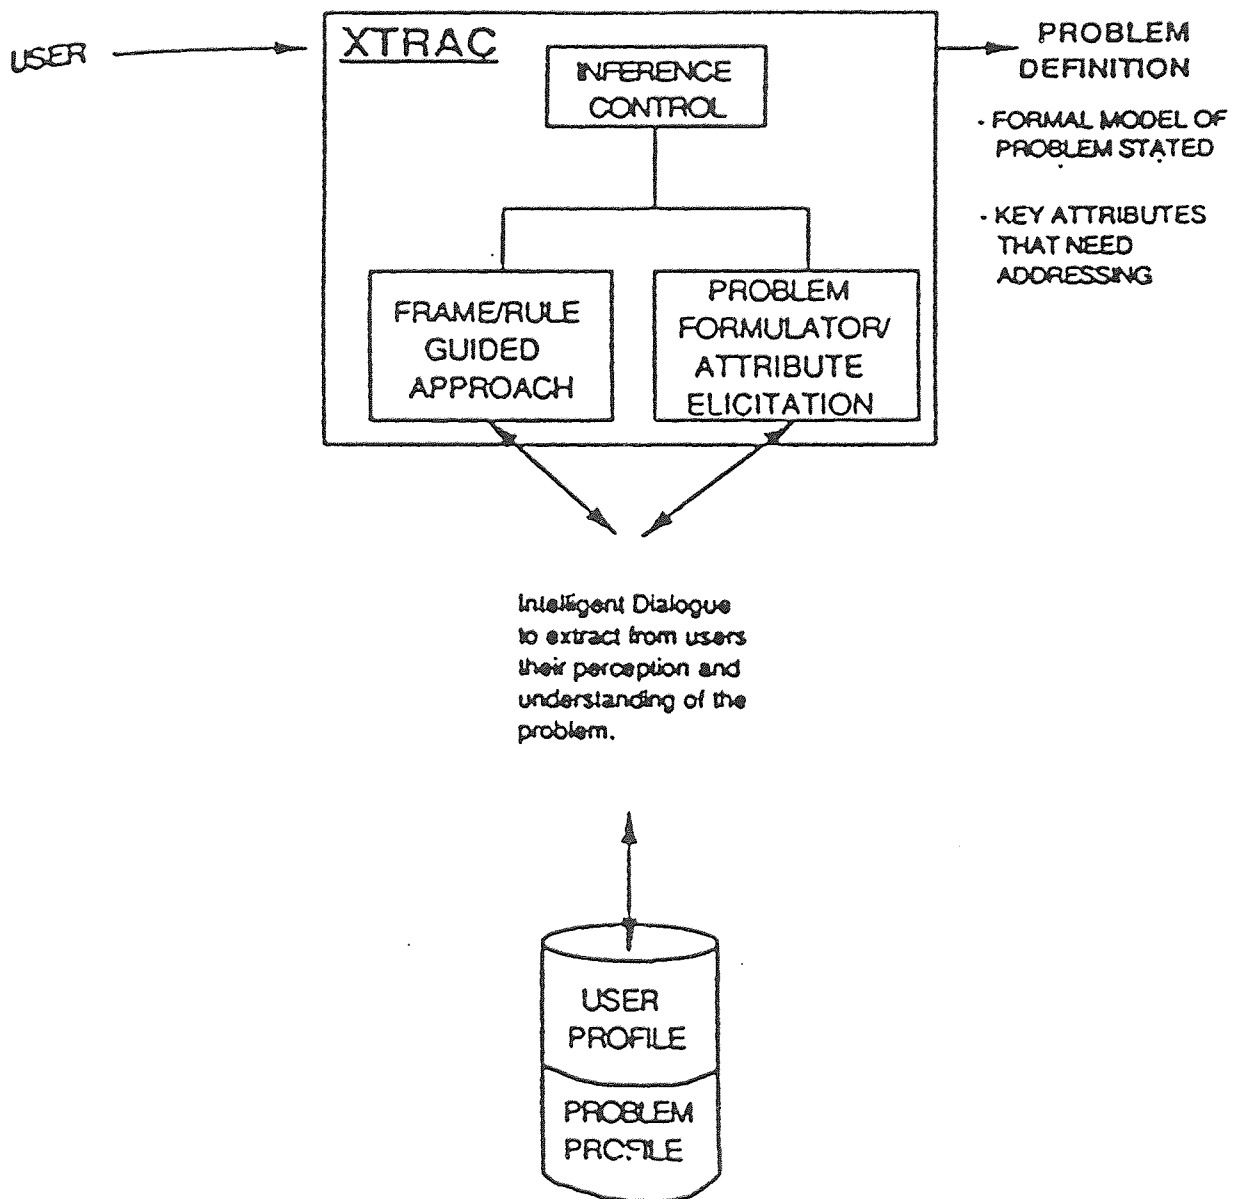 USER
XTRAC
INFERENCE
CONTROL
FRAME/RULE
GUIDED
APPROACH
PROBLEM
FORMULATOR/
ATTRIBUTE
ELICITATION
PROBLEM
DEFINITION
- FORMAL MODEL OF
PROBLEM STATED
- KEY ATTRIBUTES
THAT NEED
ADDRESSING
Intelligent Dialogue
to extract from users
their perception and
understanding of the
problem.
USER
PROFILE
PROBLEM
PROFILE